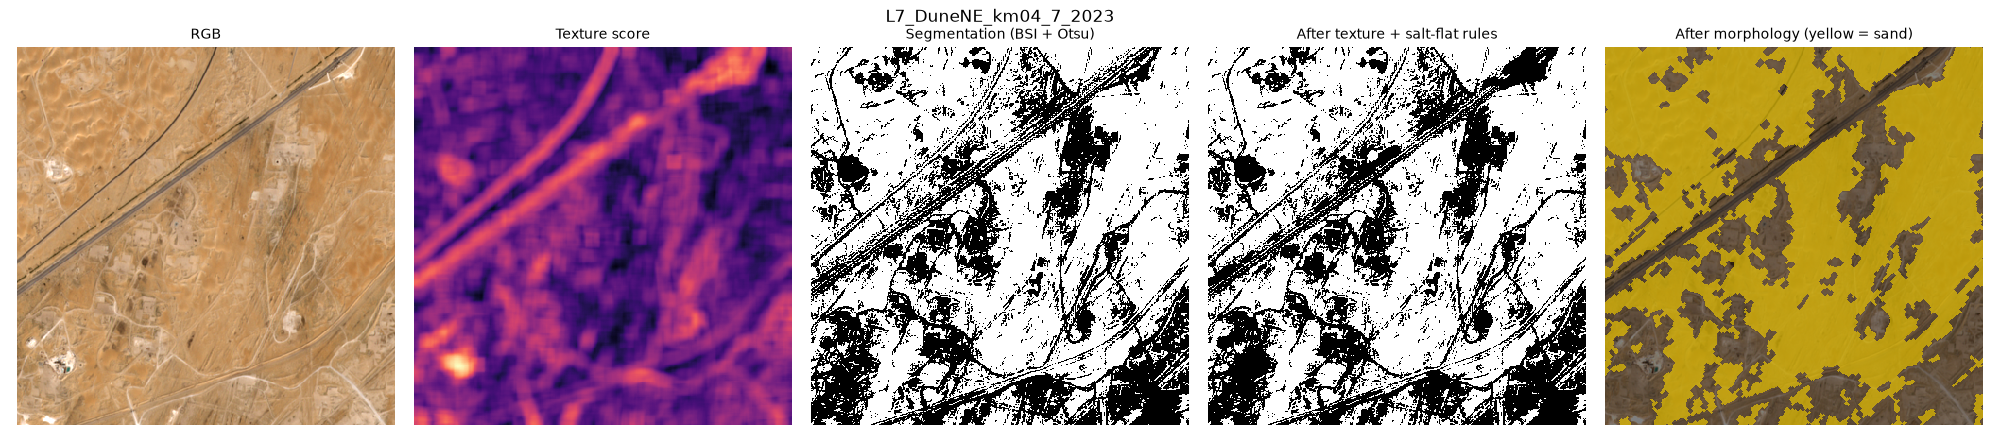 L7_DuneNE_km04_7_2023
RGB
Texture score
Segmentation (BSI + Otsu)
After texture + salt-flat rules
After morphology (yellow = sand)